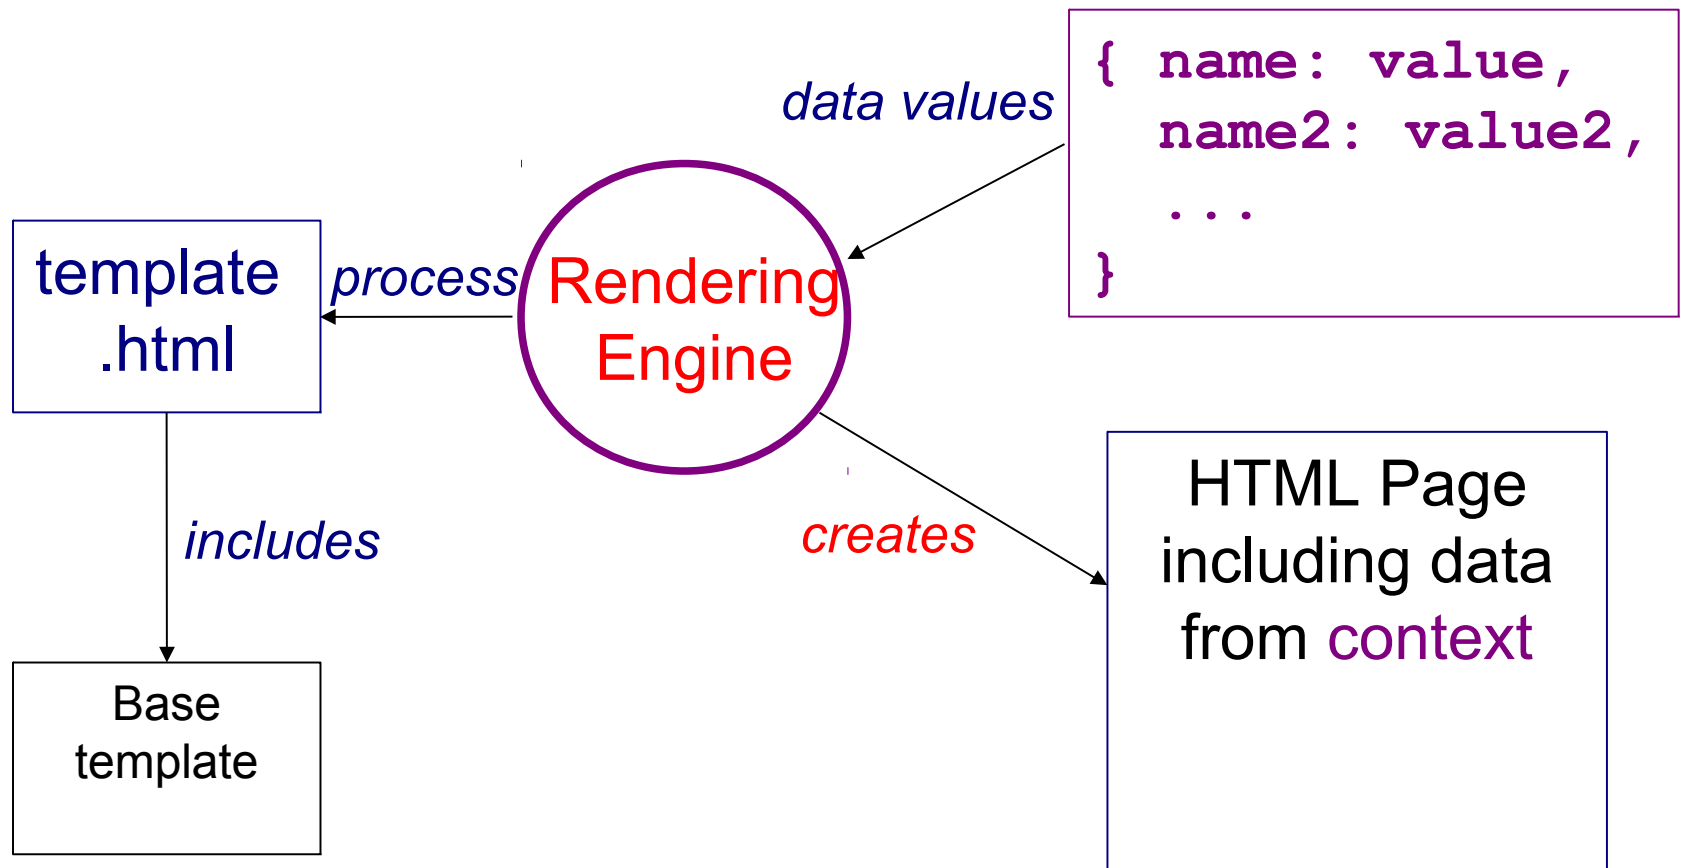 { name: value,
data values
name2: value2,
...
}
template
.html
process
Rendering
Engine
includes
creates
HTML Page
including data
from context
Base
template